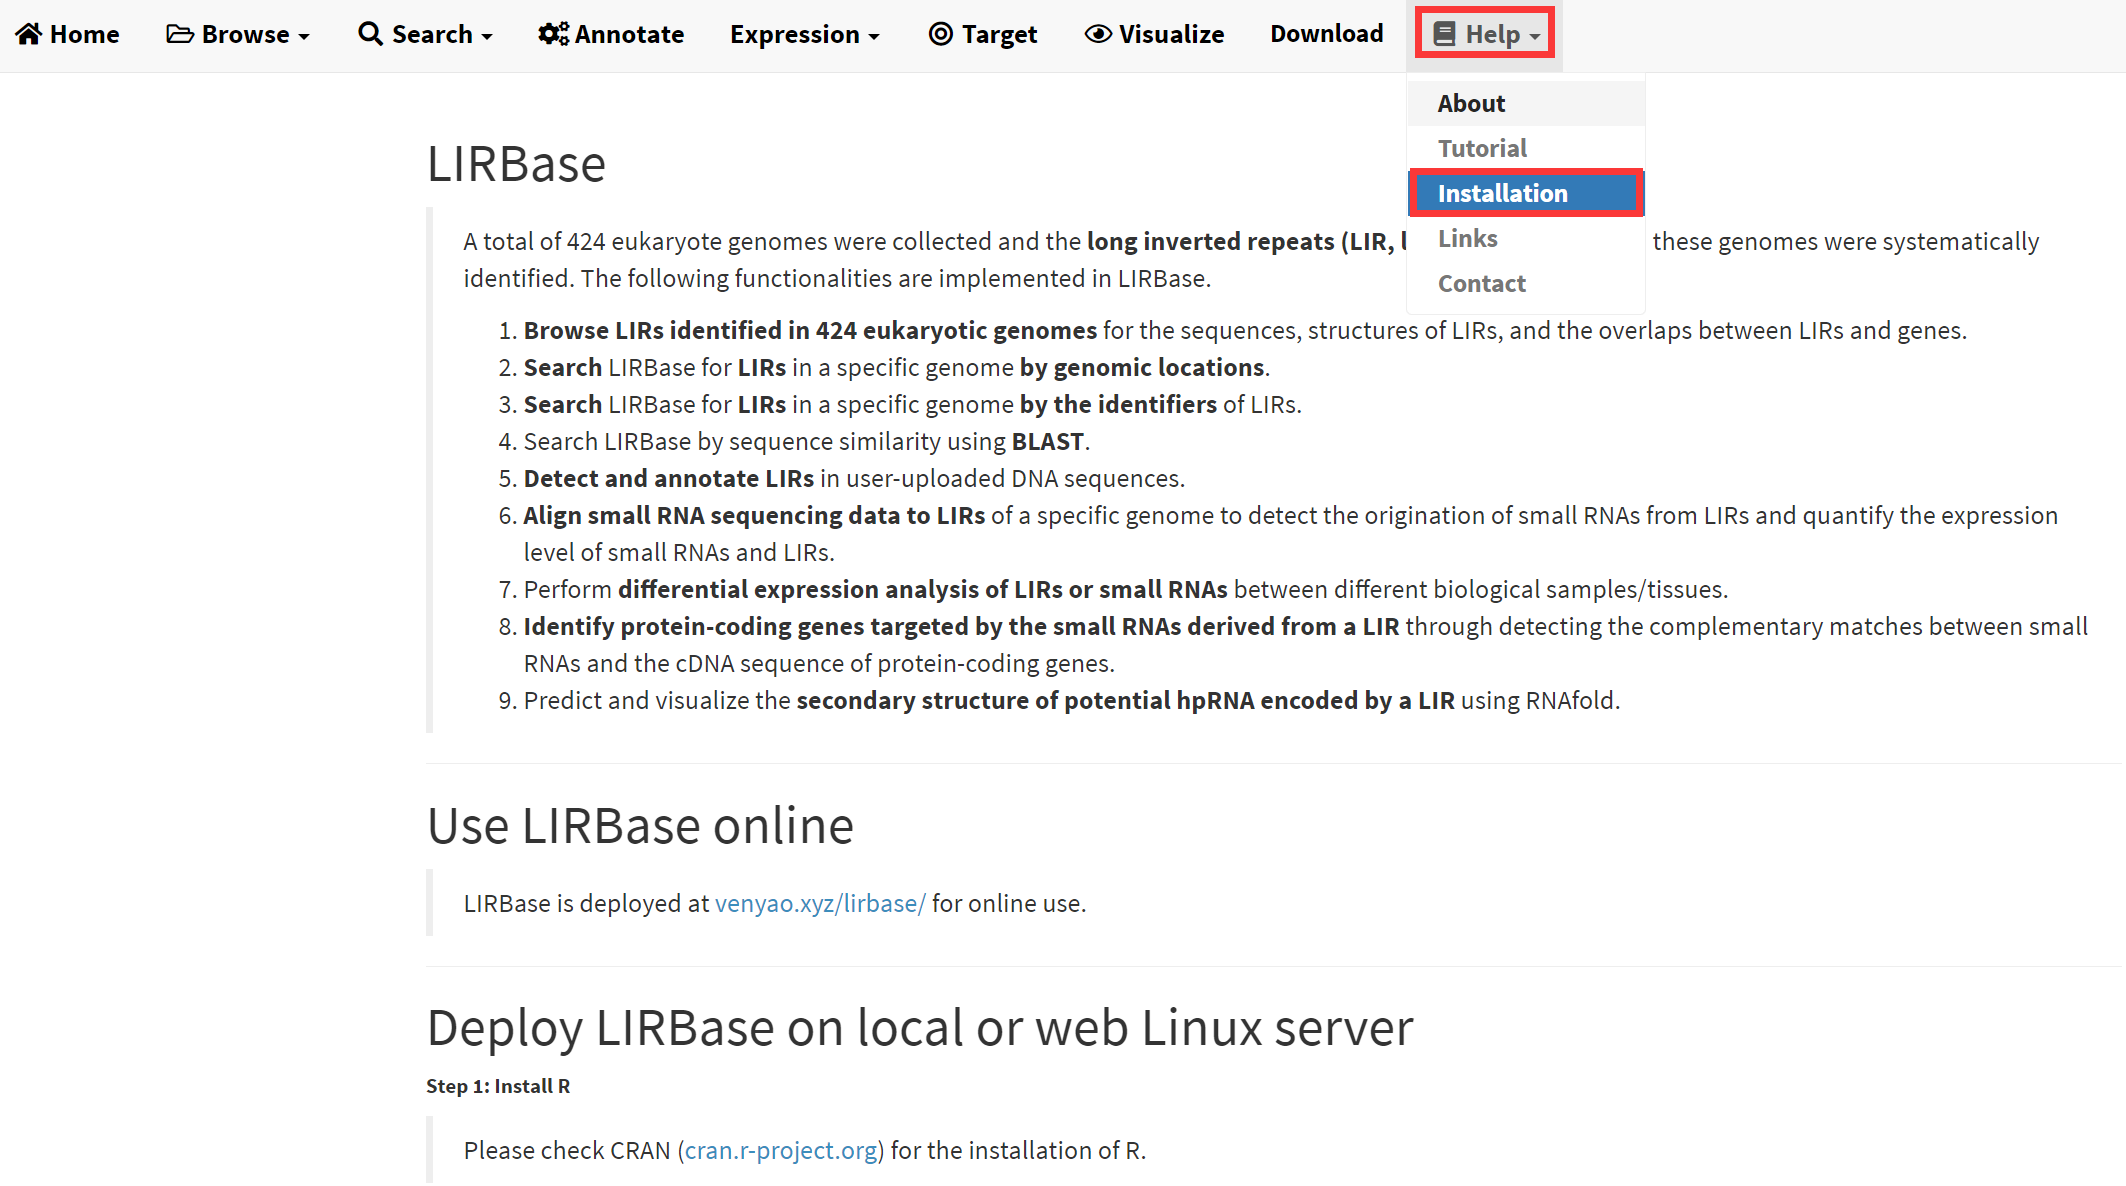 Home Browse Search Annotate Expression Target Visualize Download Help
About
Tutorial
Installation
Links
Contact
LIRBase
A total of 424 eukaryote genomes were collected and the long inverted repeats (LIR, these genomes were systematically
identified. The following functionalities are implemented in LIRBase.
1. Browse LIRs identified in 424 eukaryotic genomes for the sequences, structures of LIRs, and the overlaps between LIRs and genes.
2. Search LIRBase for LIRs in a specific genome by genomic locations.
3. Search LIRBase for LIRs in a specific genome by the identifiers of LIRs.
4. Search LIRBase by sequence similarity using BLAST.
5. Detect and annotate LIRs in user-uploaded DNA sequences.
6. Align small RNA sequencing data to LIRs of a specific genome to detect the origination of small RNAs from LIRs and quantify the expression
level of small RNAs and LIRs.
7. Perform differential expression analysis of LIRs or small RNAs between different biological samples/tissues.
8. Identify protein-coding genes targeted by the small RNAs derived from a LIR through detecting the complementary matches between small
RNAs and the cDNA sequence of protein-coding genes.
9. Predict and visualize the secondary structure of potential hpRNA encoded by a LIR using RNAfold.
Use LIRBase online
LIRBase is deployed at venyao.xyz/lirbase/ for online use.
Deploy LIRBase on local or web Linux server
Step 1: Install R
Please check CRAN (cran.r-project.org) for the installation of R.